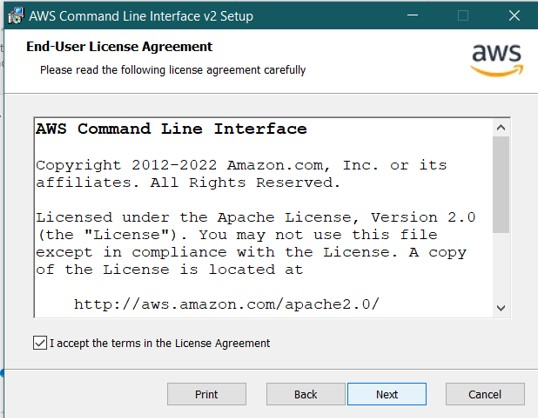 AWS Command Line Interface v2 Setup
End-User License Agreement
Please read the following license agreement carefully
aws
AWS Command Line Interface
Copyright 2012-2022 Amazon.com, Inc. or its
affiliates. All Rights Reserved.
Licensed under the Apache License, Version 2.0
(the "License"). You may not use this file
except in compliance with the License. A copy
of the License is located at
http://aws.amazon.com/apache2.0/
I accept the terms in the License Agreement
Print
Back
Next
Cancel